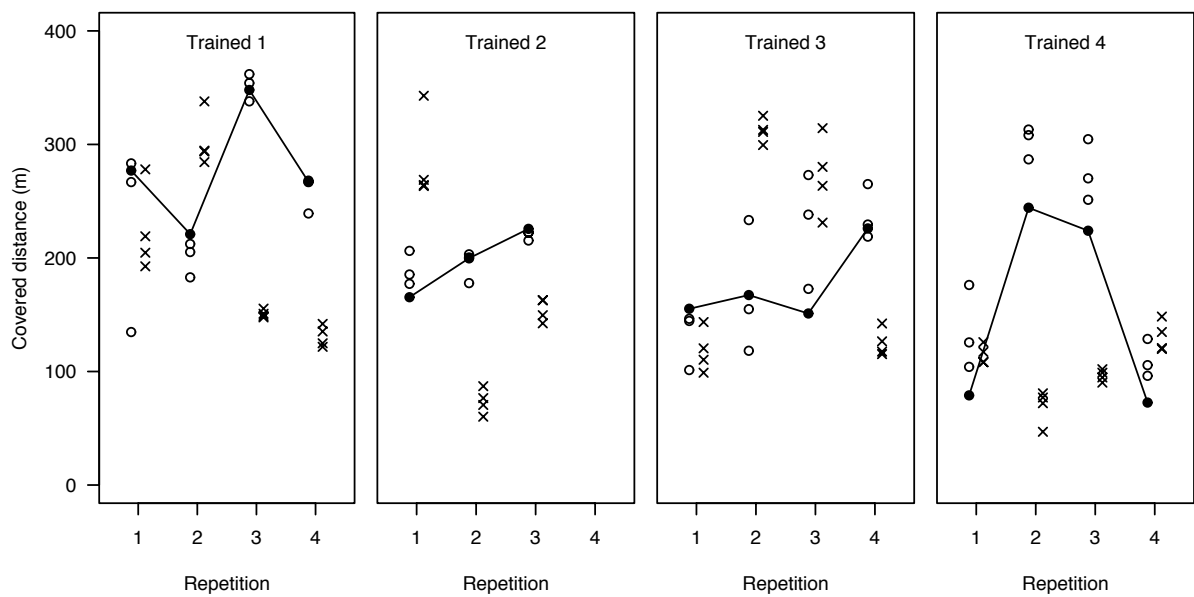 Trained 1
Trained 2
Trained 3
Trained 4
Covered distance (m)
400
300
200
100
0
1 2 3 4
1 2 3 4
1 2 3 4
1 2 3 4
Repetition
Repetition
Repetition
Repetition